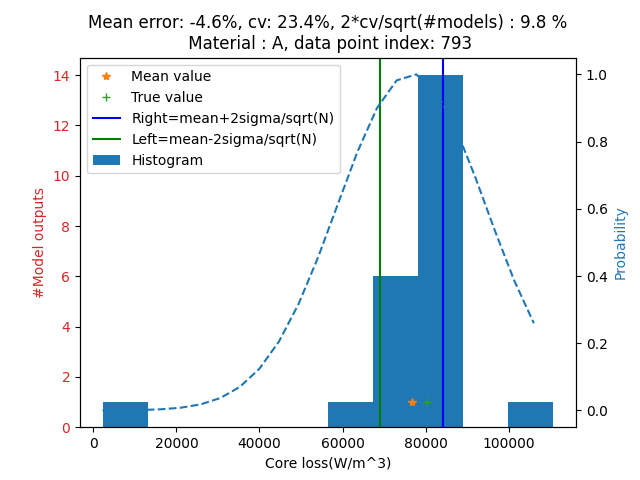 Mean error: -4.6%, cv: 23.4%, 2*cv/sqrt(#models) : 9.8 %
Material : A, data point index: 793
Mean value
True value
Right=mean+2sigma/sqrt(N)
Left=mean-2sigma/sqrt(N)
Histogram
#Model outputs
14
12
10
8
6
4
2
0
1.0
0.8
0.6
0.4
0.2
0.0
Probability
0
20000
40000
60000
80000
100000
Core loss(W/m^3)